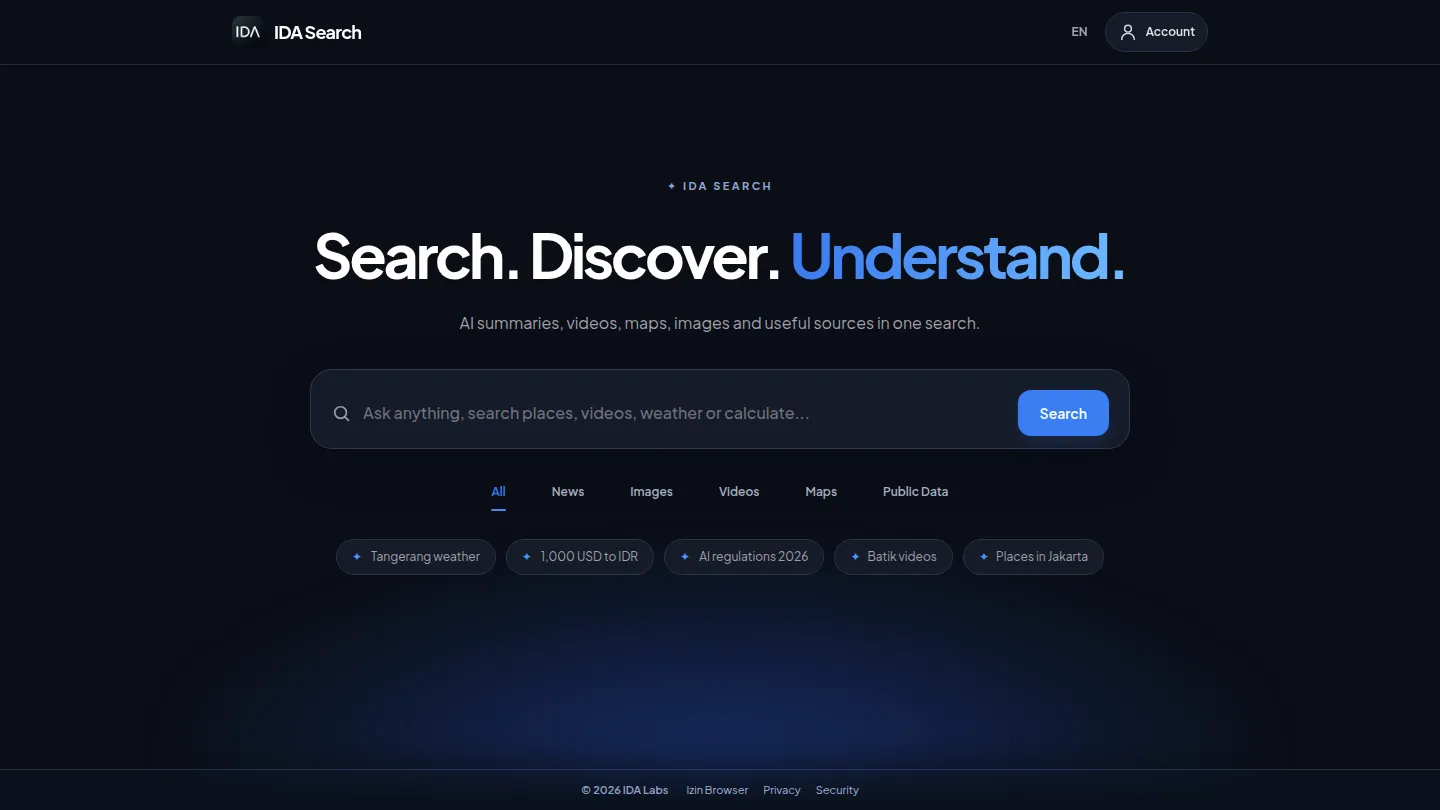 IDA IDA Search
EN Account
✦ IDA SEARCH
Search. Discover. Understand.
AI summaries, videos, maps, images and useful sources in one search.
Ask anything, search places, videos, weather or calculate...
Search
All News Images Videos Maps Public Data
✦ Tangerang weather ✦ 1,000 USD to IDR ✦ AI regulations 2026 ✦ Batik videos ✦ Places in Jakarta
© 2026 IDA Labs Izin Browser Privacy Security